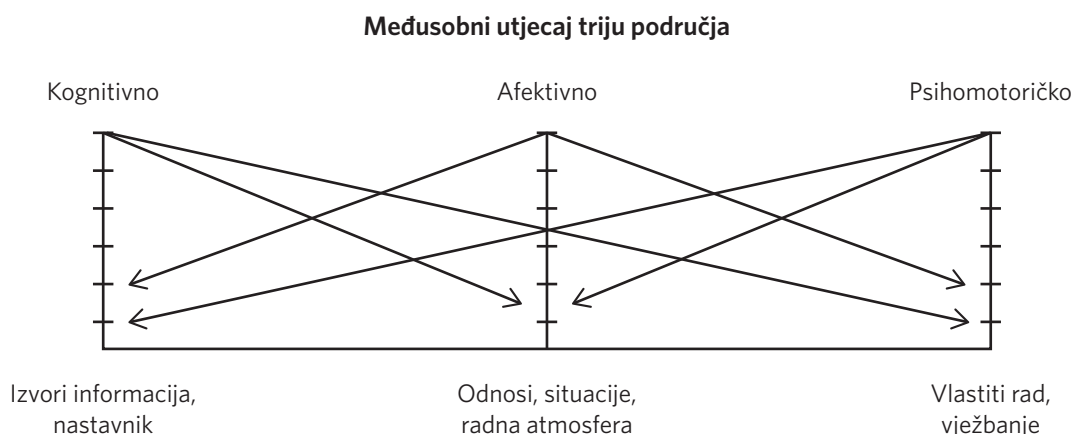 Međusobni utjecaj triju područja
Kognitivno
Afektivno
Psihomotoričko
Izvori informacija,
nastavnik
Odnosi, situacije,
radna atmosfera
Vlastiti rad,
vježbanje